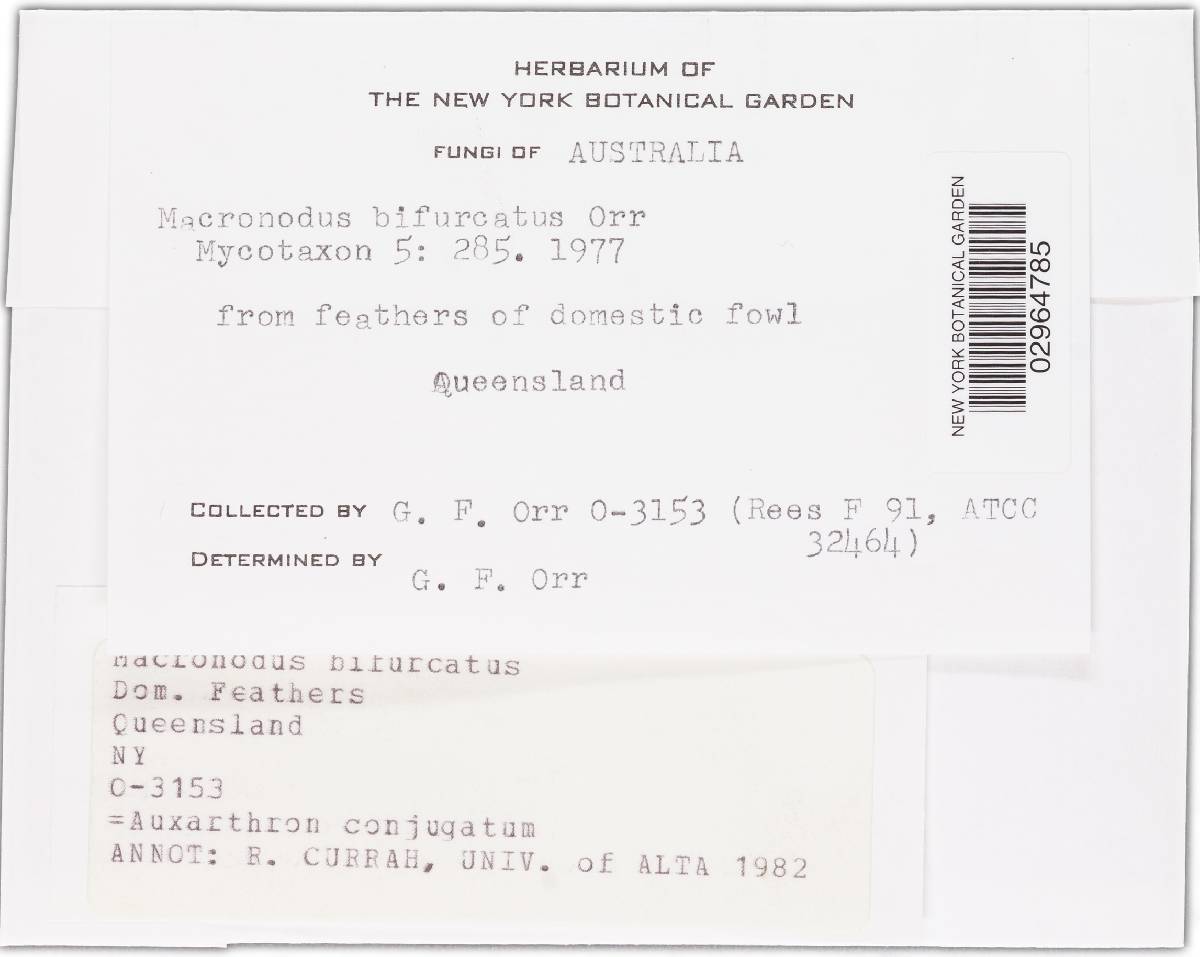 HERBARIUM OF
THE NEW YORK BOTANICAL GARDEN
FUNGI OF AUSTRALIA
Macronodus bifurcatus Orr
Mycotaxon 5: 285. 1977
from feathers of domestic fowl
Queensland
COLLECTED BY G. F. Orr O-3153 (Rees F 91, ATCC
32464)
DETERMINED BY
G. F. Orr
NEW YORK BOTANICAL GARDEN
02964785
Macronodus bifurcatus
Dom. Feathers
Queensland
NY
O-3153
=Auxarthron conjugatum
ANNOT: R. CURRAH, UNIV. of ALTA 1982